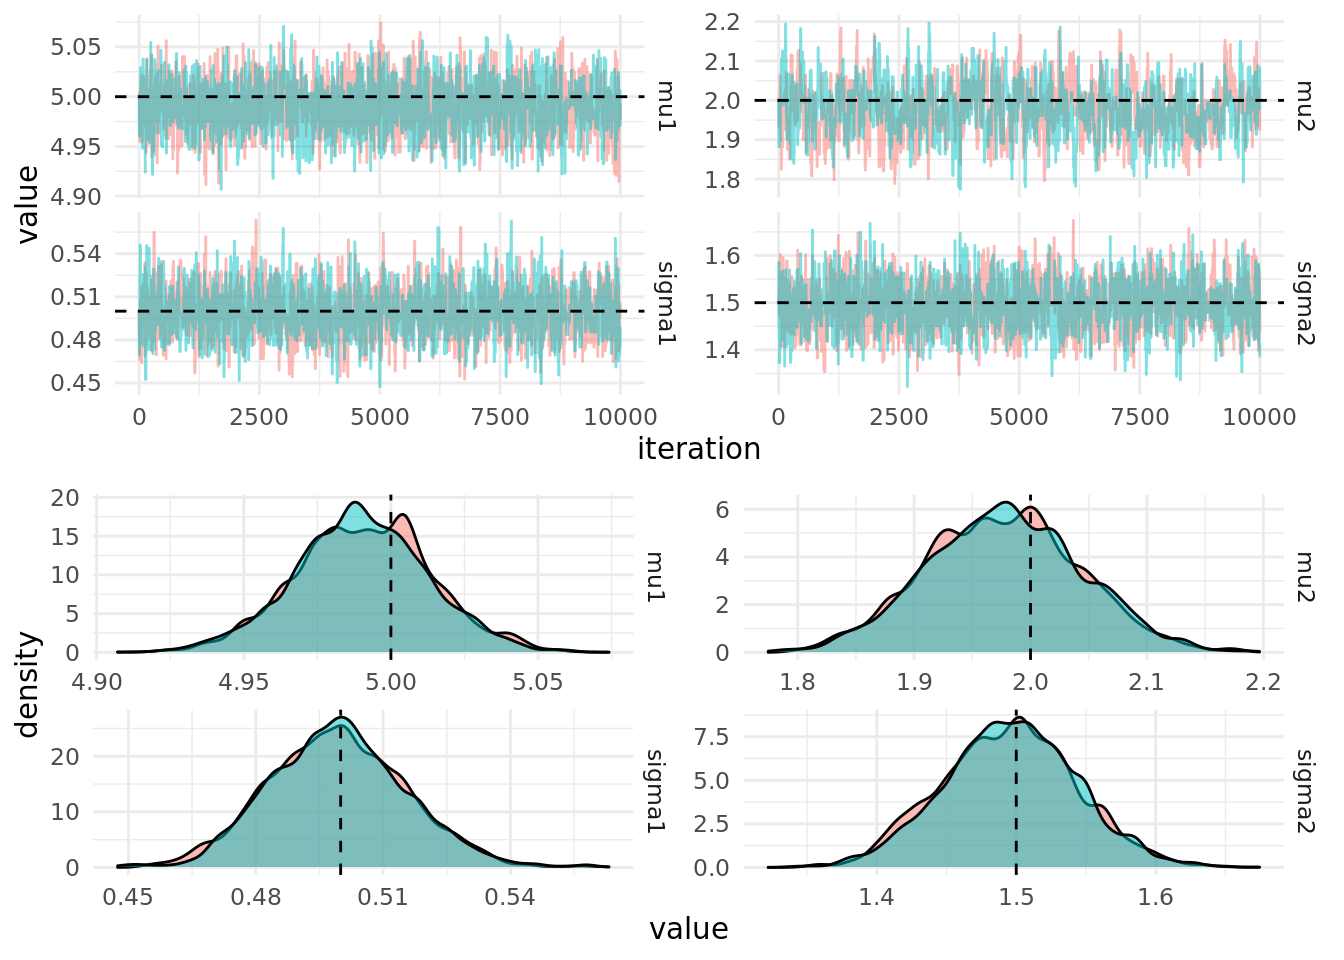 value
5.05
5.00
4.95
4.90
mu1
2.2
2.1
2.0
1.9
1.8
mu2
0.54
0.51
0.48
0.45
sigma1
1.6
1.5
1.4
sigma2
0 2500 5000 7500 10000
0 2500 5000 7500 10000
iteration
density
20
15
10
5
0
mu1
4.90 4.95 5.00 5.05
6
4
2
0
mu2
1.8 1.9 2.0 2.1 2.2
20
10
0
sigma1
0.45 0.48 0.51 0.54
7.5
5.0
2.5
0.0
sigma2
1.4 1.5 1.6
value